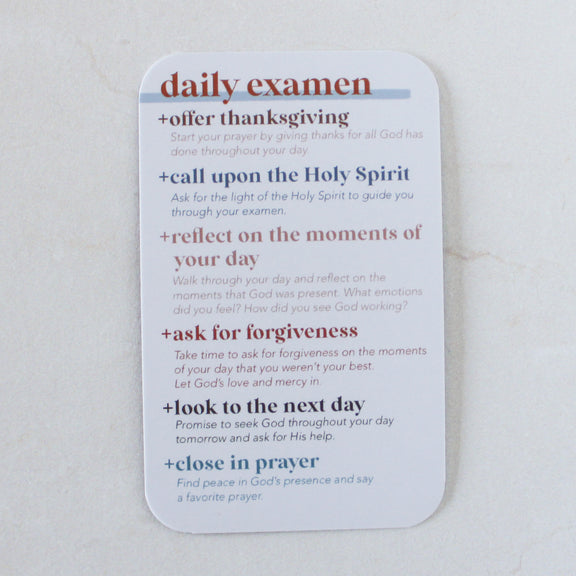 daily examen
+offer thanksgiving
Start your prayer by giving thanks for all God has
done throughout your day
+call upon the Holy Spirit
Ask for the light of the Holy Spirit to guide you
through your examen.
+reflect on the moments of
your day
Walk through your day and reflect on the
moments that God was present. What emotions
did you feel? How did you see God working?
+ask for forgiveness
Take time to ask for forgiveness on the moments
of your day that you weren't your best.
Let God's love and mercy in.
+look to the next day
Promise to seek God throughout your day
tomorrow and ask for His help.
+close in prayer
Find peace in God's presence and say
a favorite prayer.